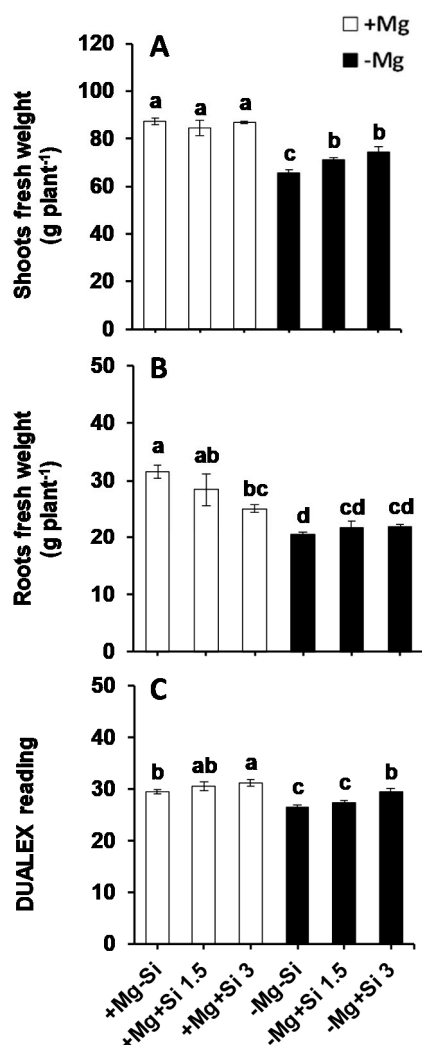 +Mg
-Mg
A
Shoots fresh weight
(g plant⁻¹)
120
100
80
60
40
20
0
a
a
a
c
b
b
B
Roots fresh weight
(g plant⁻¹)
50
40
30
20
10
0
a
ab
bc
d
cd
cd
C
DUALEX reading
50
40
30
20
10
0
b
ab
a
c
c
b
+Mg-Si
+Mg+Si 1.5
+Mg+Si 3
-Mg-Si
-Mg+Si 1.5
-Mg+Si 3